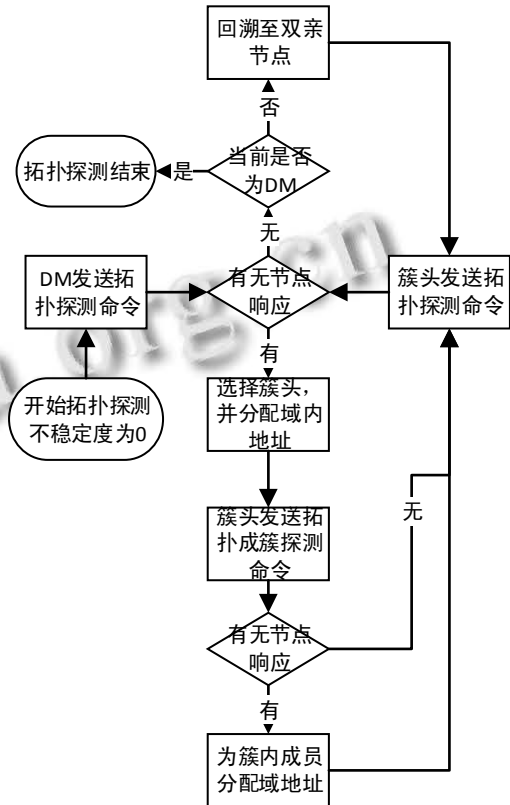 回溯至双亲
节点
否
拓扑探测结束
是
当前是否
为DM
无
DM发送拓
扑探测命令
有无节点
响应
簇头发送拓
扑探测命令
有
开始拓扑探测
不稳定度为0
选择簇头，
并分配域内
地址
簇头发送拓
扑成簇探测
命令
无
有无节点
响应
有
为簇内成员
分配域地址
org.cn